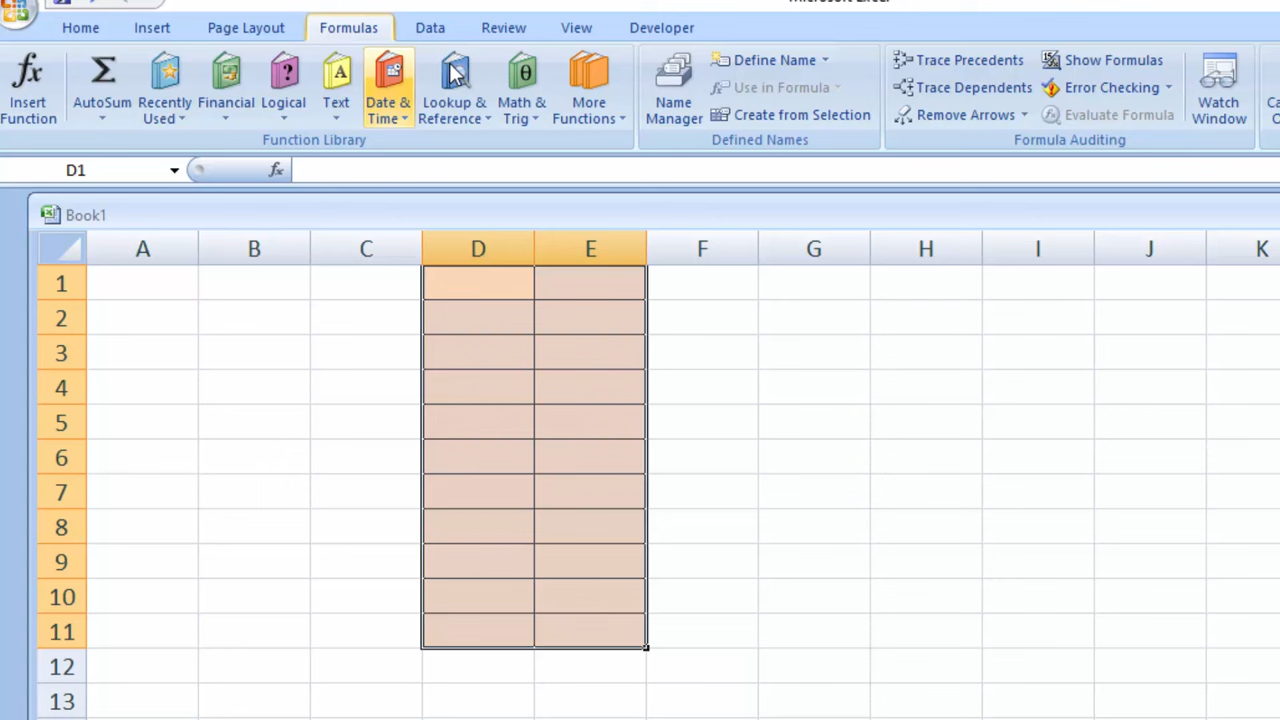 Microsoft Excel
Home Insert Page Layout Formulas Data Review View Developer
fx Σ ? A θ
Insert Function
AutoSum
Recently Used
Financial
Logical
Text
Date & Time
Lookup & Reference
Math & Trig
More Functions
Function Library
Name Manager
Define Name
Use in Formula
Create from Selection
Defined Names
Trace Precedents
Trace Dependents
Remove Arrows
Show Formulas
Error Checking
Evaluate Formula
Formula Auditing
Watch Window
D1 fx
Book1
A B C D E F G H I J K
1
2
3
4
5
6
7
8
9
10
11
12
13